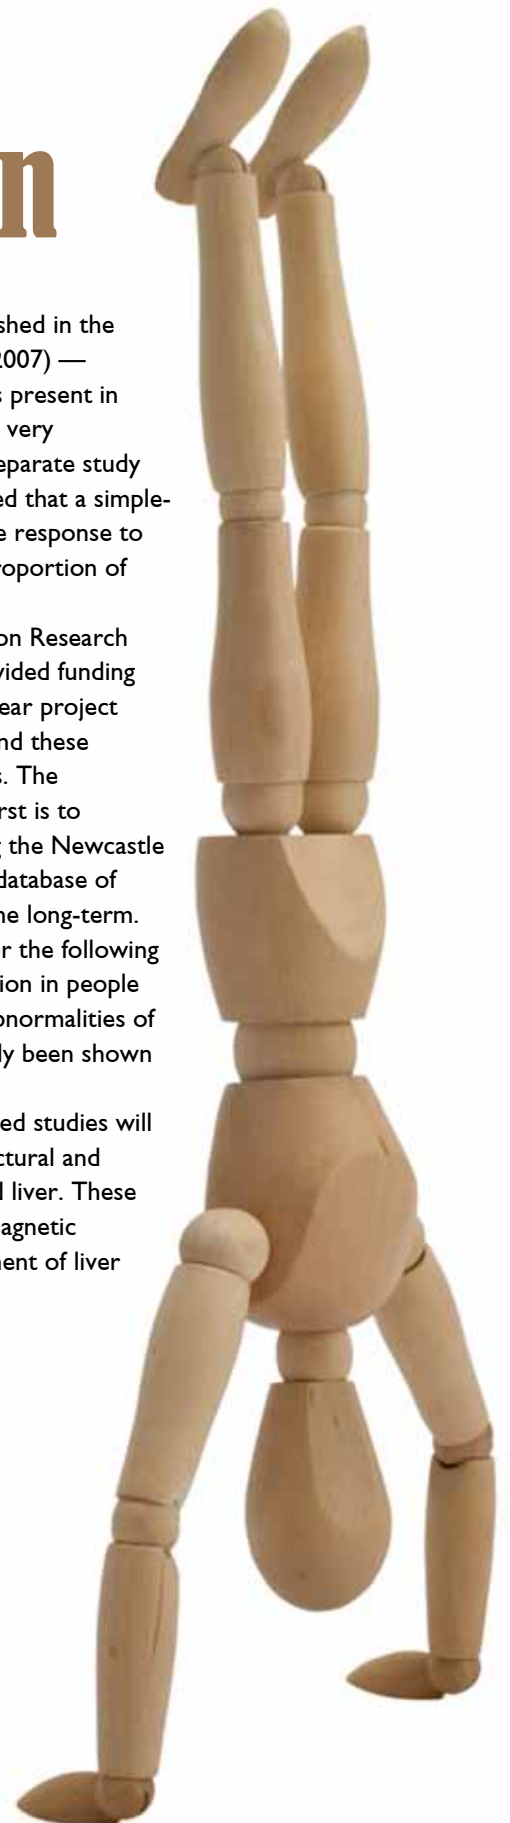 n
shed in the
2007) —
s present in
very
eparate study
ed that a simple-
e response to
roportion of
on Research
vided funding
ear project
nd these
s. The
rst is to
g the Newcastle
database of
ne long-term.
r the following
ion in people
bnormalities of
ly been shown
ed studies will
ctural and
l liver. These
agnetic
ent of liver